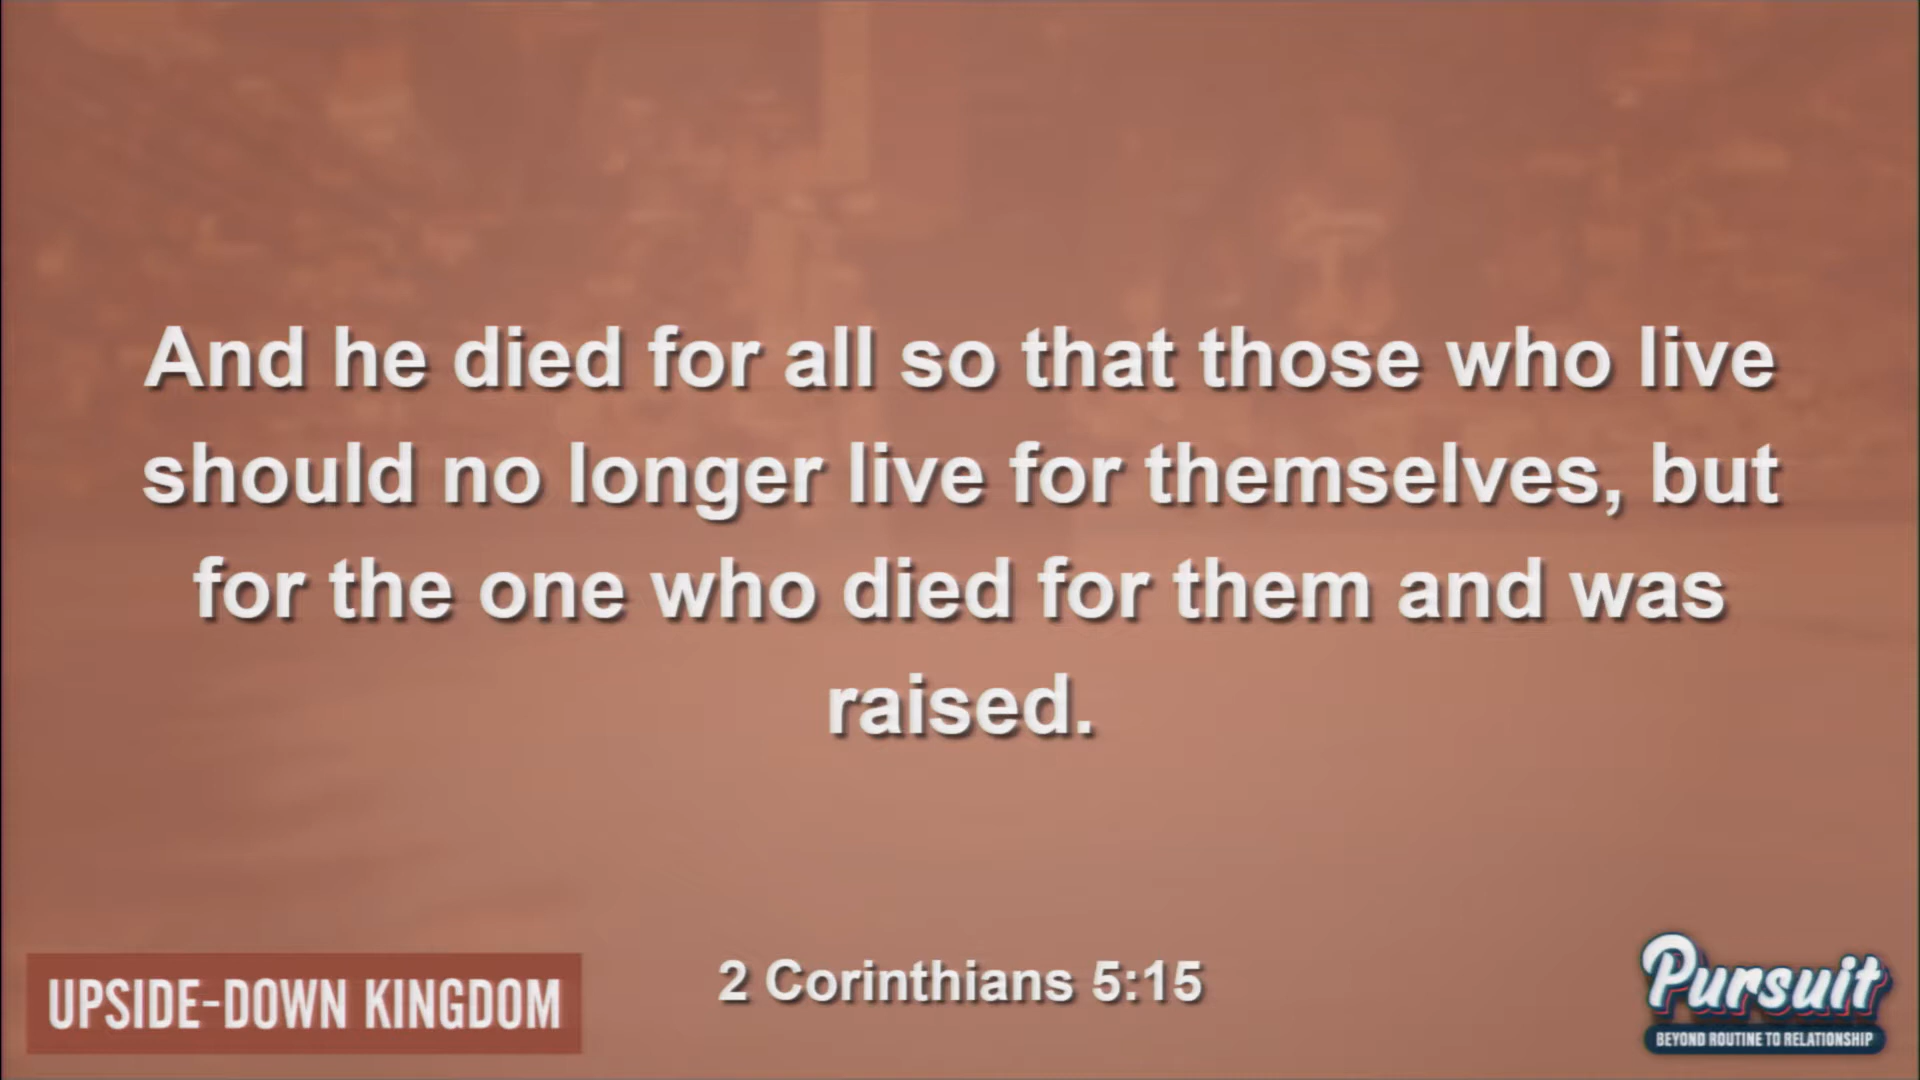 And he died for all so that those who live
should no longer live for themselves, but
for the one who died for them and was
raised.
2 Corinthians 5:15
UPSIDE-DOWN KINGDOM
Pursuit
BEYOND ROUTINE TO RELATIONSHIP